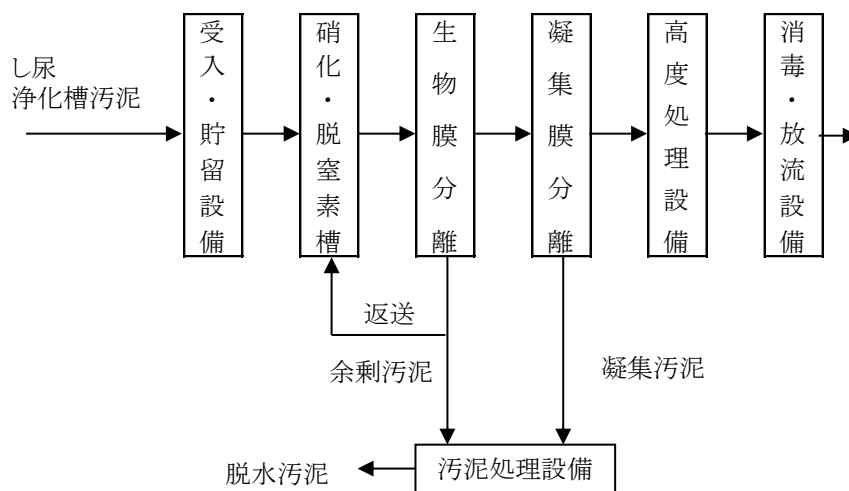 し尿
浄化槽汚泥
受入・貯留設備
硝化・脱窒素槽
生物膜分離
凝集膜分離
高度処理設備
消毒・放流設備
返送
余剰汚泥
凝集汚泥
汚泥処理設備
脱水汚泥